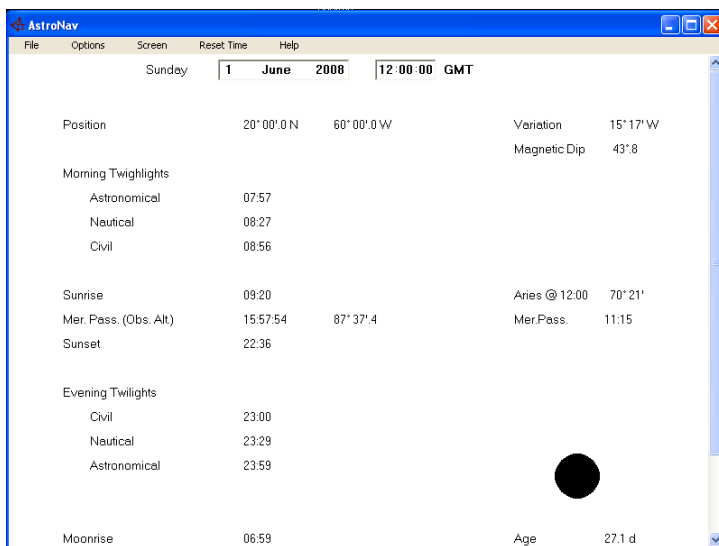 AstroNav
File Options Screen Reset Time Help
Sunday 1 June 2008 12:00:00 GMT
Position 20°00'.0 N 60°00'.0 W Variation 15°17' W
Magnetic Dip 43°.8
Morning Twighlights
Astronomical 07:57
Nautical 08:27
Civil 08:56
Sunrise 09:20 Aries @ 12:00 70°21'
Mer. Pass. (Obs. Alt.) 15:57:54 87°37'.4 Mer.Pass. 11:15
Sunset 22:36
Evening Twilights
Civil 23:00
Nautical 23:29
Astronomical 23:59
Moonrise 06:59 Age 27.1 d